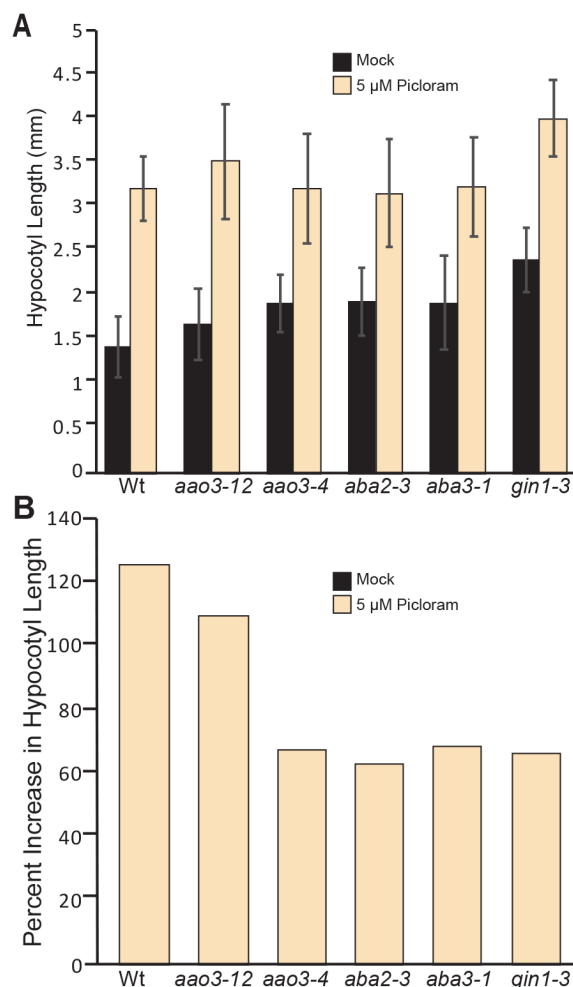 A
Hypocotyl Length (mm)
5
4.5
4
3.5
3
2.5
2
1.5
1
0.5
0
Mock
5 μM Picloram
Wt aao3-12 aao3-4 aba2-3 aba3-1 gin1-3
B
Percent Increase in Hypocotyl Length
140
120
100
80
60
40
20
0
Mock
5 μM Picloram
Wt aao3-12 aao3-4 aba2-3 aba3-1 gin1-3